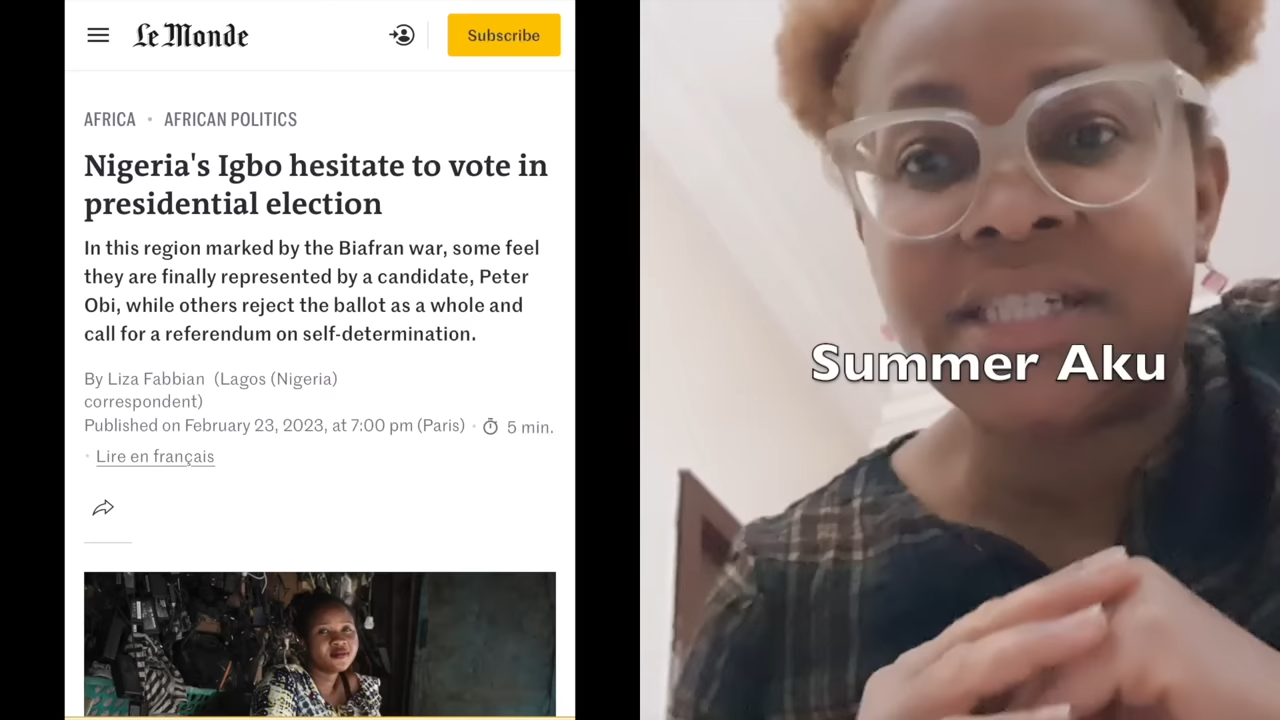 Le Monde
Subscribe
AFRICA • AFRICAN POLITICS
Nigeria's Igbo hesitate to vote in
presidential election
In this region marked by the Biafran war, some feel
they are finally represented by a candidate, Peter
Obi, while others reject the ballot as a whole and
call for a referendum on self-determination.
By Liza Fabbian (Lagos (Nigeria)
correspondent)
Published on February 23, 2023, at 7:00 pm (Paris) • 5 min.
• Lire en français
Summer Aku